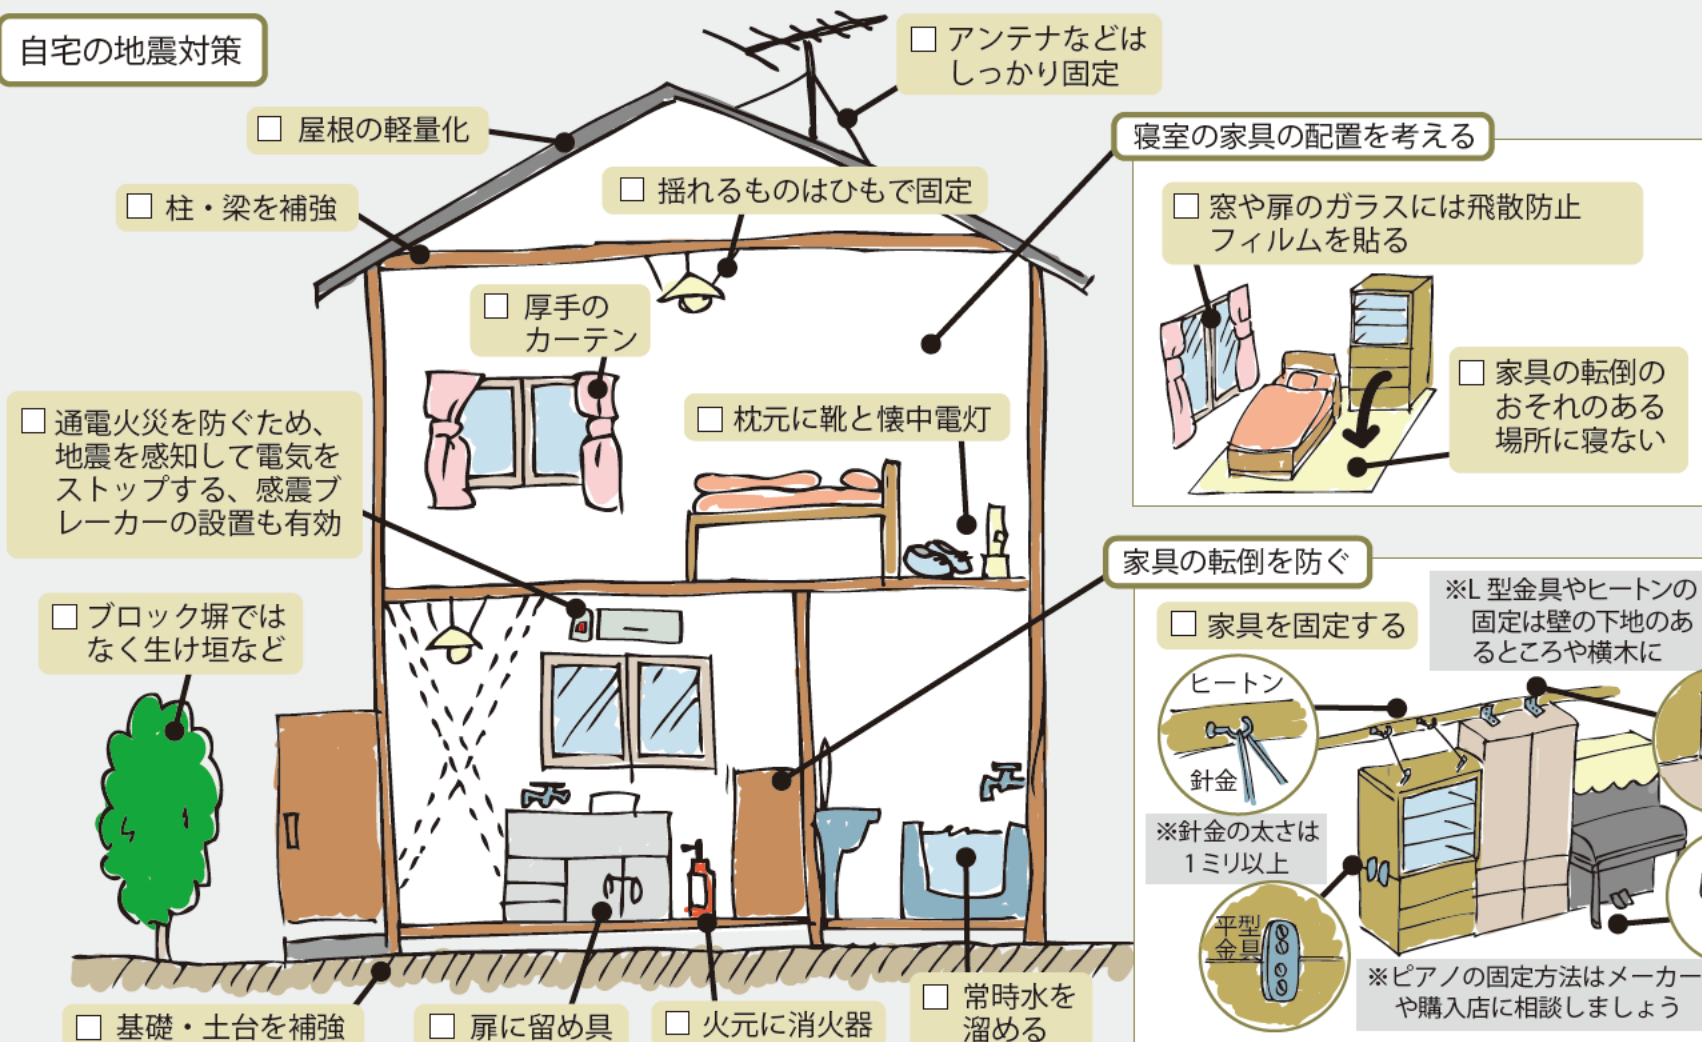 自宅の地震対策
□ アンテナなどは
しっかり固定
□ 屋根の軽量化
□ 柱・梁を補強
□ 揺れるものはひもで固定
□ 厚手の
カーテン
□ 通電火災を防ぐため、
地震を感知して電気を
ストップする、感震ブ
レーカーの設置も有効
□ 枕元に靴と懐中電灯
□ ブロック塀では
なく生け垣など
□ 基礎・土台を補強
□ 扉に留め具
□ 火元に消火器
□ 常時水を
溜める
寝室の家具の配置を考える
□ 窓や扉のガラスには飛散防止
フィルムを貼る
□ 家具の転倒の
おそれのある
場所に寝ない
家具の転倒を防ぐ
□ 家具を固定する
※L 型金具やヒートンの
固定は壁の下地のあ
るところや横木に
ヒートン
針金
※針金の太さは
1ミリ以上
平型
金具
※ピアノの固定方法はメーカー
や購入店に相談しましょう